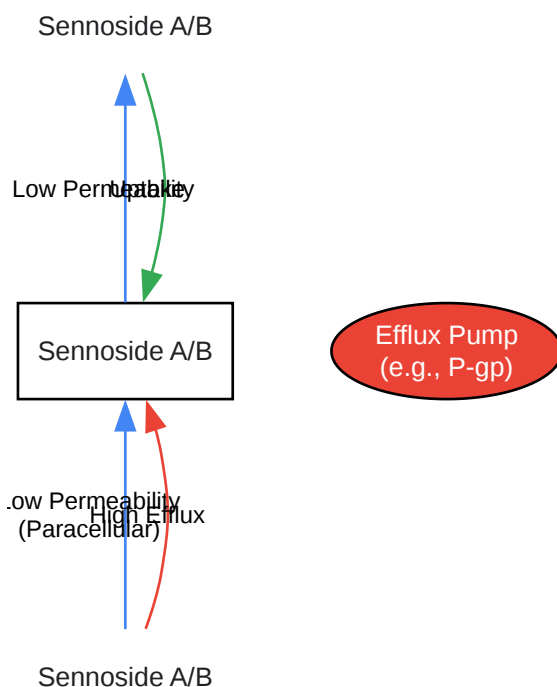 Sennoside A/B
Low Permeability
Uptake
Sennoside A/B
Efflux Pump
(e.g., P-gp)
Low Permeability
(Paracellular)
High Efflux
Sennoside A/B